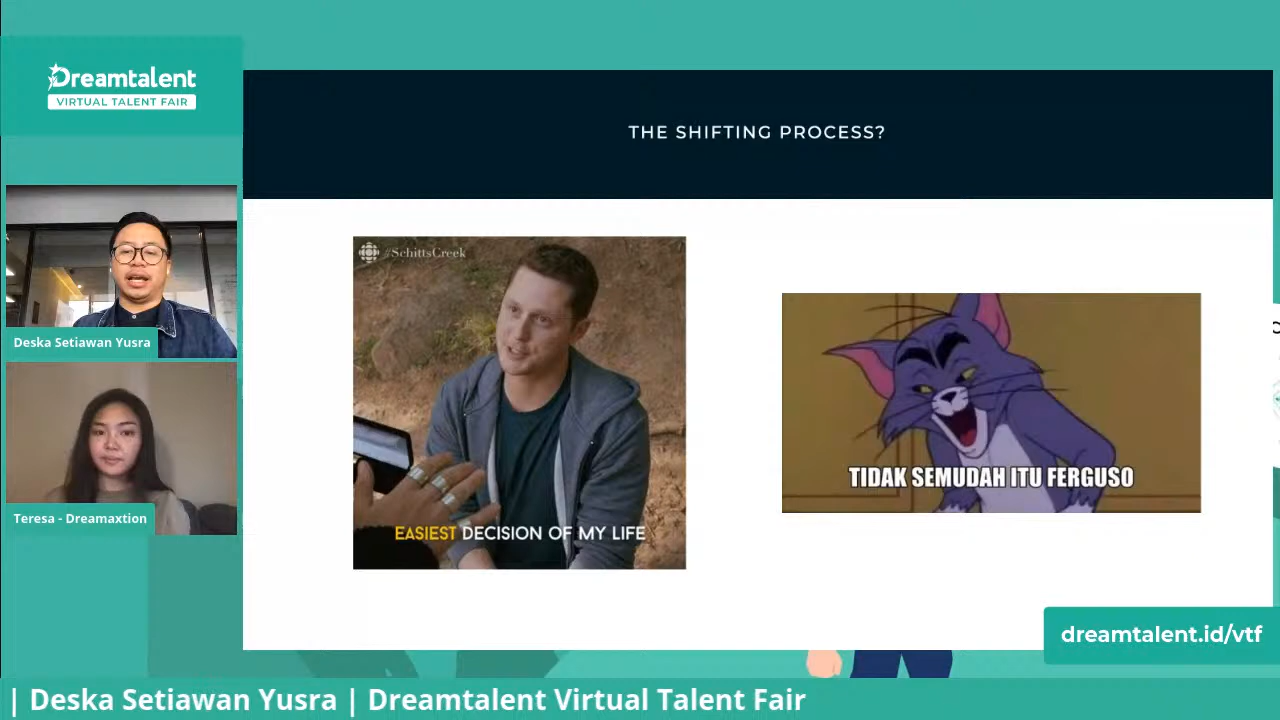 Dreamtalent
VIRTUAL TALENT FAIR
THE SHIFTING PROCESS?
#SchittsCreek
EASIEST DECISION OF MY LIFE
TIDAK SEMUDAH ITU FERGUSO
Deska Setiawan Yusra
Teresa - Dreamaxtion
dreamtalent.id/vtf
| Deska Setiawan Yusra | Dreamtalent Virtual Talent Fair